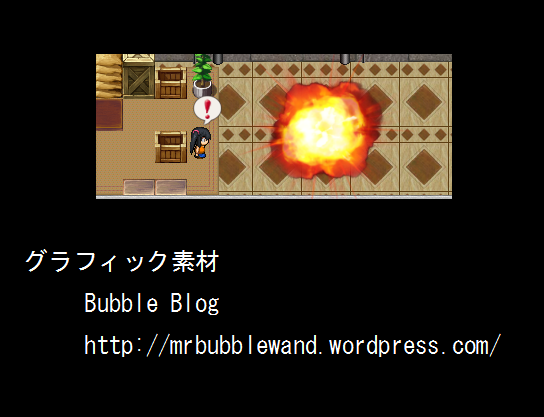 !
グラフィック素材
Bubble Blog
http://mrbubblewand.wordpress.com/